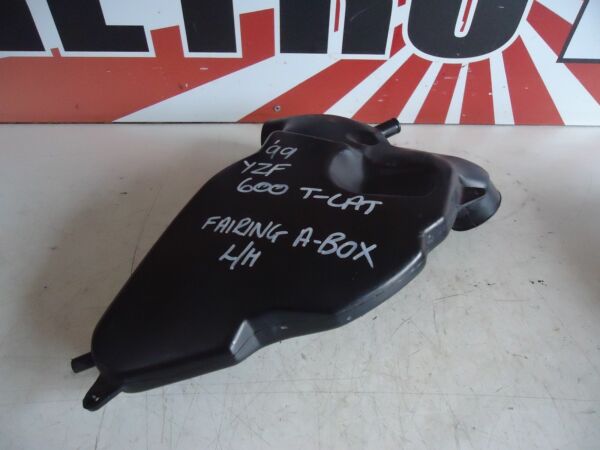 '99
YZF
600 T-CAT
FAIRING A-BOX
L/H